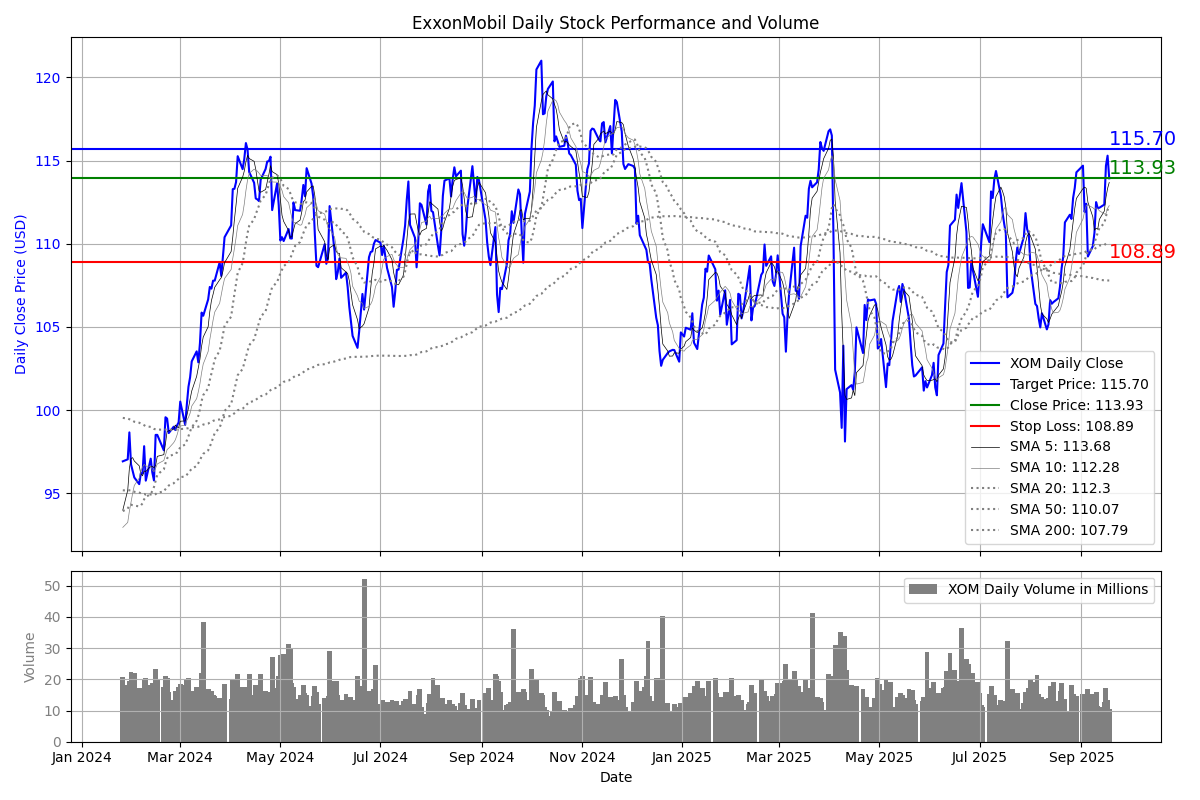 ExxonMobil Daily Stock Performance and Volume
Daily Close Price (USD)
120
115
110
105
100
95
115.70
113.93
108.89
XOM Daily Close
Target Price: 115.70
Close Price: 113.93
Stop Loss: 108.89
SMA 5: 113.68
SMA 10: 112.28
SMA 20: 112.3
SMA 50: 110.07
SMA 200: 107.79
Volume
50
40
30
20
10
0
XOM Daily Volume in Millions
Jan 2024 Mar 2024 May 2024 Jul 2024 Sep 2024 Nov 2024 Jan 2025 Mar 2025 May 2025 Jul 2025 Sep 2025
Date